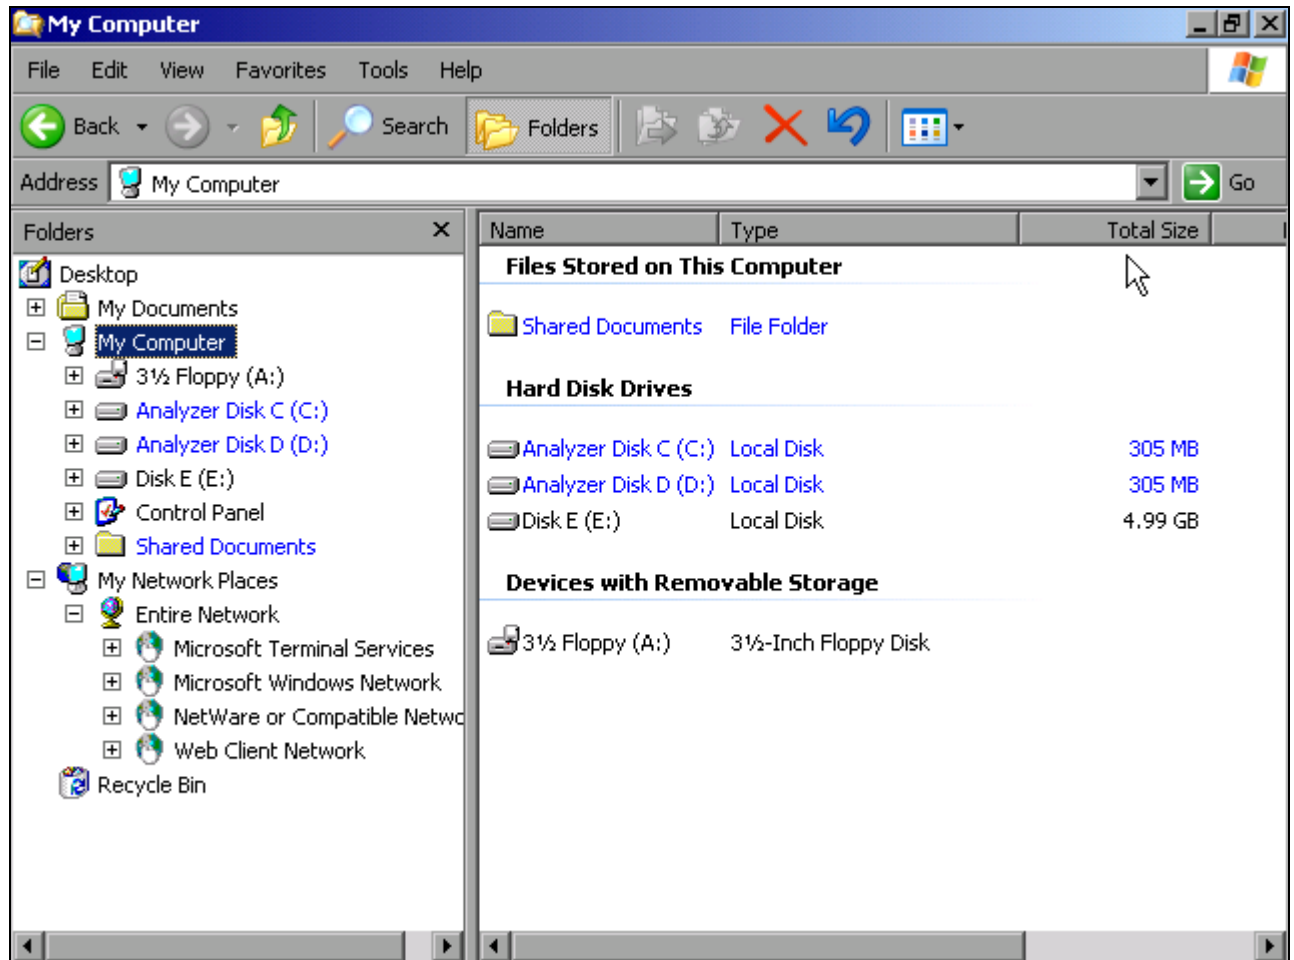 My Computer
File Edit View Favorites Tools Help
Back Search Folders
Address My Computer Go
Folders
Desktop
My Documents
My Computer
3½ Floppy (A:)
Analyzer Disk C (C:)
Analyzer Disk D (D:)
Disk E (E:)
Control Panel
Shared Documents
My Network Places
Entire Network
Microsoft Terminal Services
Microsoft Windows Network
NetWare or Compatible Netwo
Web Client Network
Recycle Bin
Name Type Total Size
Files Stored on This Computer
Shared Documents File Folder
Hard Disk Drives
Analyzer Disk C (C:) Local Disk 305 MB
Analyzer Disk D (D:) Local Disk 305 MB
Disk E (E:) Local Disk 4.99 GB
Devices with Removable Storage
3½ Floppy (A:) 3½-Inch Floppy Disk